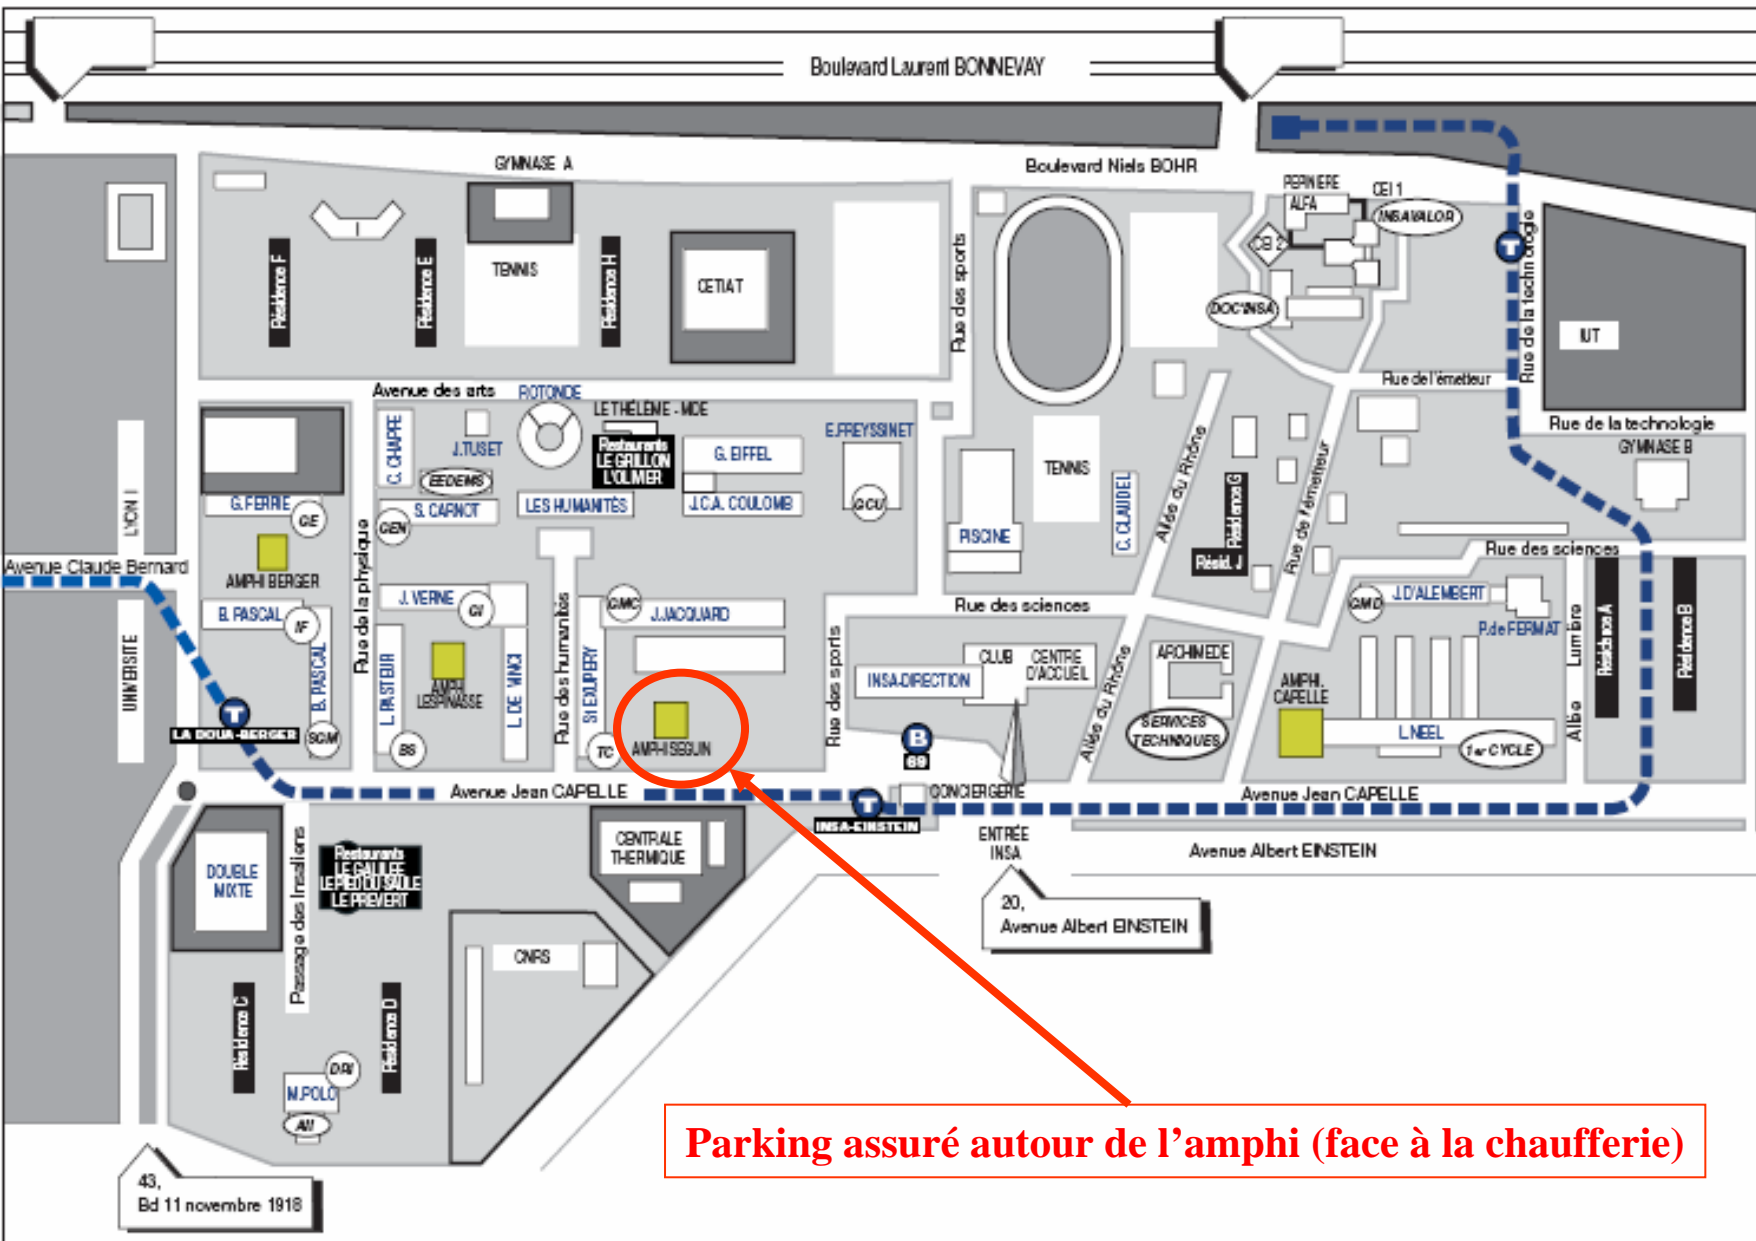 Boulevard Laurent BONNEVAY
Boulevard Niels BOHR
GYMNASE A
PERNIERE
CEI 1
ALFA
INSAVALOR
CEI 2
I
Résidence F
Résidence E
TENNIS
Résidence H
CETIAT
Rue des sports
DOC'INSA
T
Rue de la technologie
IUT
Avenue des arts
ROTONDE
Rue de l'émetteur
LE THÉLÈME - MDE
C. CHAPPE
J.TUSET
Restaurants
LE GRILLON
L'OLIVIER
G. EIFFEL
E.FREYSSINET
Rue de la technologie
GYMNASE B
TENNIS
EEDEMS
G.FERRIE
GE
S. CARNOT
GEN
LES HUMANITÉS
J.C.A. COULOMB
GCU
PISCINE
C. CLAUDEL
Allés du Rhône
Résidence G
Résid. J
Rue de l'émetteur
LYON I
Avenue Claude Bernard
AMPHI BERGER
Rue de la physique
Rue des sciences
B. PASCAL
IF
J. VERNE
GI
GMC
J.JACQUARD
Rue des sciences
GMD
J.D'ALEMBERT
P.de FERMAT
Résidence A
Résidence B
UNIVERSITE
B. PASCAL
L. PASTEUR
AMPHI
LESPINASSE
L. DE VINCI
Rue des humanités
St EXUPERY
Rue des sports
CLUB
CENTRE
D'ACCUEIL
INSA-DIRECTION
Allés du Rhône
ARCHIMEDE
SERVICES
TECHNIQUES
AMPHI.
CAPELLE
L.NEEL
1er CYCLE
Allée Lumière
T
LA DOUA-BERGER
SGM
BS
TC
AMPHI SEGUIN
B
69
Avenue Jean CAPELLE
T
INSA-EINSTEIN
CONCIERGERIE
Avenue Jean CAPELLE
ENTRÉE
INSA
Avenue Albert EINSTEIN
DOUBLE
MIXTE
Passage des Insaliens
Restaurants
LE GALILEE
LE PIED DU SAULE
LE PREVERT
CENTRALE
THERMIQUE
20,
Avenue Albert EINSTEIN
CNRS
Résidence C
Résidence D
DRI
M.POLO
AII
Parking assuré autour de l’amphi (face à la chaufferie)
43,
Bd 11 novembre 1918